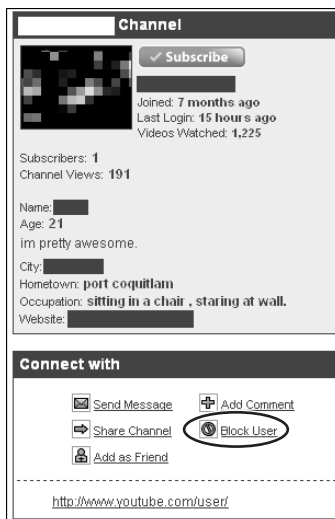 Channel
Subscribe
Joined: 7 months ago
Last Login: 15 hours ago
Videos Watched: 1,225
Subscribers: 1
Channel Views: 191
Name:
Age: 21
im pretty awesome.
City:
Hometown: port coquitlam
Occupation: sitting in a chair , staring at wall.
Website:
Connect with
Send Message Add Comment
Share Channel Block User
Add as Friend
http://www.youtube.com/user/